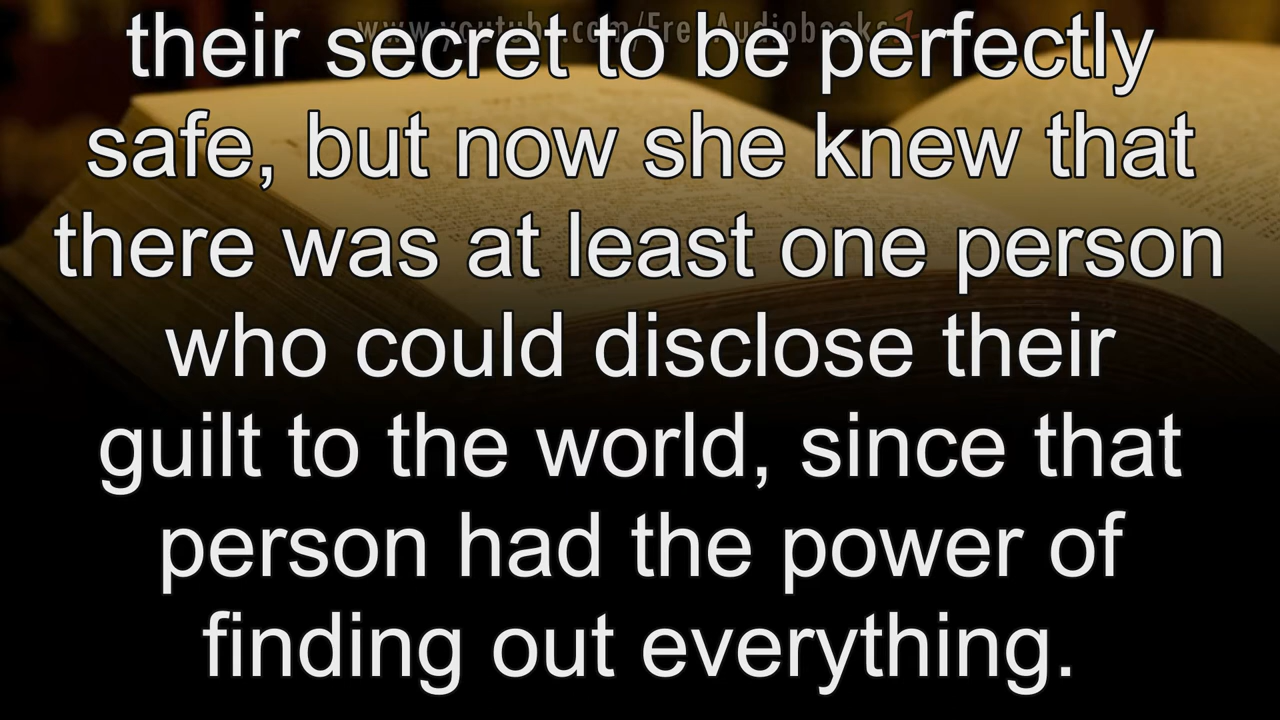 www.youtube.com/FreeAudiobooks1
their secret to be perfectly
safe, but now she knew that
there was at least one person
who could disclose their
guilt to the world, since that
person had the power of
finding out everything.